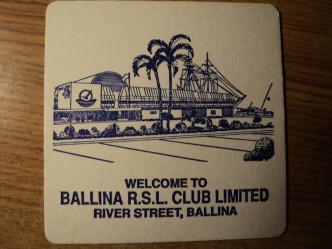 WELCOME TO
BALLINA R.S.L. CLUB LIMITED
RIVER STREET, BALLINA